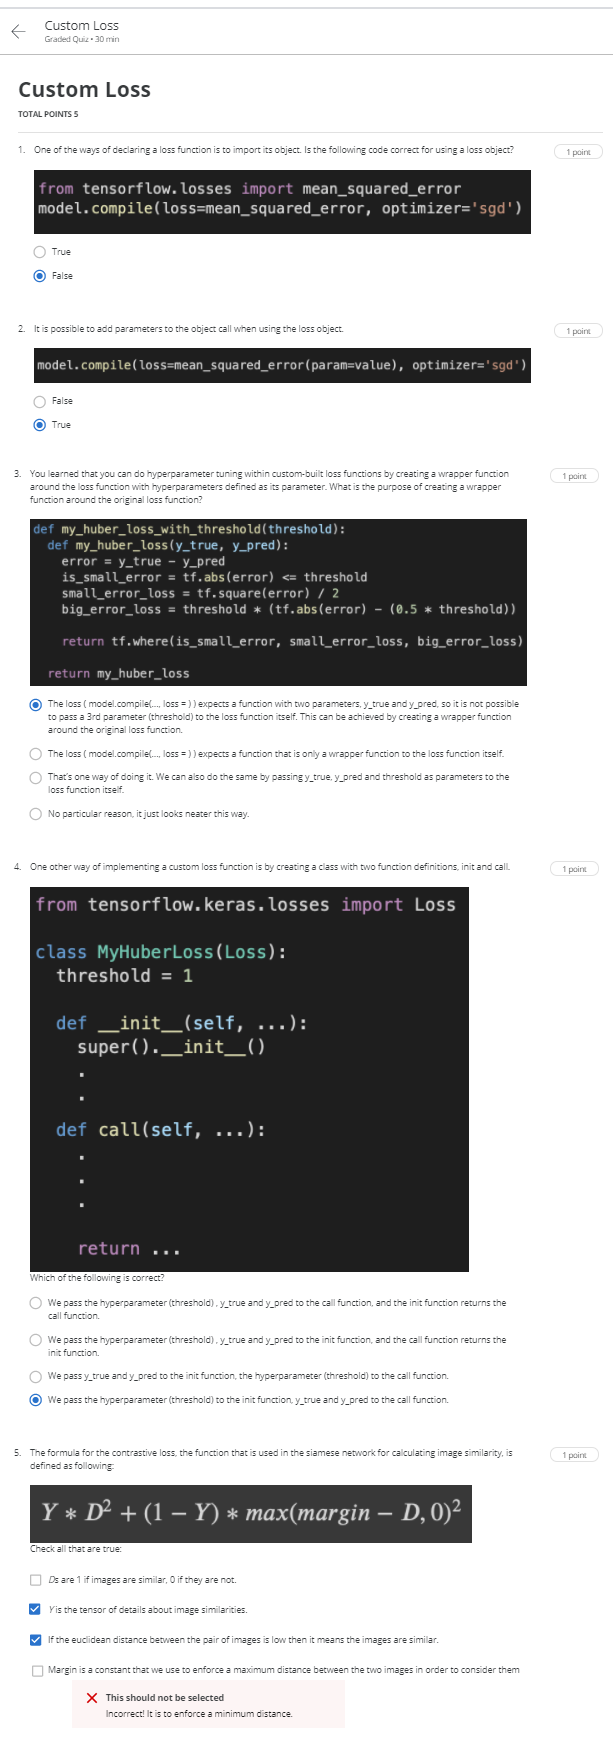 Custom Loss
Graded Quiz • 30 min
Custom Loss
TOTAL POINTS 5
1. One of the ways of declaring a loss function is to import its object. Is the following code correct for using a loss object?
1 point
from tensorflow.losses import mean_squared_error
model.compile(loss=mean_squared_error, optimizer='sgd')
True
False
2. It is possible to add parameters to the object call when using the loss object.
1 point
model.compile(loss=mean_squared_error(param=value), optimizer='sgd')
False
True
3. You learned that you can do hyperparameter tuning within custom-built loss functions by creating a wrapper function
1 point
around the loss function with hyperparameters defined as its parameter. What is the purpose of creating a wrapper
function around the original loss function?
def my_huber_loss_with_threshold(threshold):
def my_huber_loss(y_true, y_pred):
error = y_true - y_pred
is_small_error = tf.abs(error) <= threshold
small_error_loss = tf.square(error) / 2
big_error_loss = threshold * (tf.abs(error) - (0.5 * threshold))
return tf.where(is_small_error, small_error_loss, big_error_loss)
return my_huber_loss
The loss ( model.compile(..., loss = ) ) expects a function with two parameters, y_true and y_pred, so it is not possible
to pass a 3rd parameter (threshold) to the loss function itself. This can be achieved by creating a wrapper function
around the original loss function.
The loss ( model.compile(..., loss = ) ) expects a function that is only a wrapper function to the loss function itself.
That's one way of doing it. We can also do the same by passing y_true, y_pred and threshold as parameters to the
loss function itself.
No particular reason, it just looks neater this way.
4. One other way of implementing a custom loss function is by creating a class with two function definitions, init and call.
1 point
from tensorflow.keras.losses import Loss
class MyHuberLoss(Loss):
threshold = 1
def __init__(self, ...):
super().__init__()
.
.
def call(self, ...):
.
.
.
return ...
Which of the following is correct?
We pass the hyperparameter (threshold) , y_true and y_pred to the call function, and the init function returns the
call function.
We pass the hyperparameter (threshold) , y_true and y_pred to the init function, and the call function returns the
init function.
We pass y_true and y_pred to the init function, the hyperparameter (threshold) to the call function.
We pass the hyperparameter (threshold) to the init function, y_true and y_pred to the call function.
5. The formula for the contrastive loss, the function that is used in the siamese network for calculating image similarity, is
1 point
defined as following:
Y * D² + (1 − Y) * max(margin − D, 0)²
Check all that are true:
Ds are 1 if images are similar, 0 if they are not.
Y is the tensor of details about image similarities.
If the euclidean distance between the pair of images is low then it means the images are similar.
Margin is a constant that we use to enforce a maximum distance between the two images in order to consider them
This should not be selected
Incorrect! It is to enforce a minimum distance.